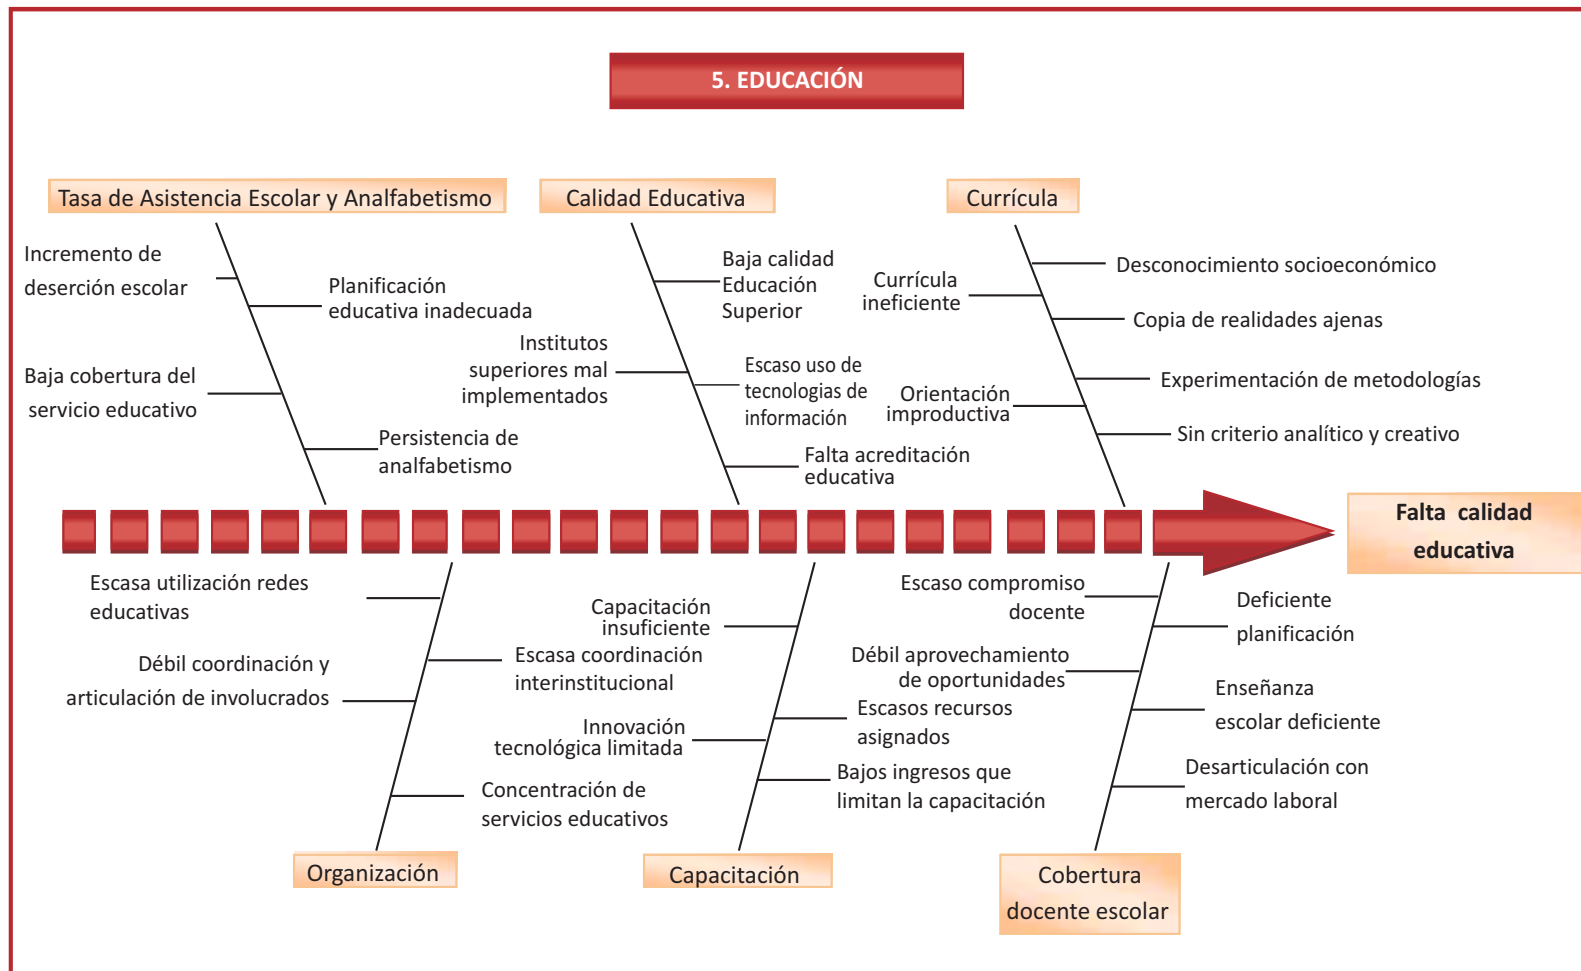 5. EDUCACIÓN
Tasa de Asistencia Escolar y Analfabetismo
Incremento de
deserción escolar
Planificación
educativa inadecuada
Baja cobertura del
servicio educativo
Persistencia de
analfabetismo
Calidad Educativa
Baja calidad
Educación
Superior
Institutos
superiores mal
implementados
Escaso uso de
tecnologias de
información
Falta acreditación
educativa
Currícula
Currícula
ineficiente
Desconocimiento socioeconómico
Copia de realidades ajenas
Orientación
improductiva
Experimentación de metodologías
Sin criterio analítico y creativo
Falta calidad
educativa
Escasa utilización redes
educativas
Débil coordinación y
articulación de involucrados
Escasa coordinación
interinstitucional
Concentración de
servicios educativos
Organización
Capacitación
insuficiente
Innovación
tecnológica limitada
Escasos recursos
asignados
Bajos ingresos que
limitan la capacitación
Capacitación
Escaso compromiso
docente
Débil aprovechamiento
de oportunidades
Deficiente
planificación
Enseñanza
escolar deficiente
Desarticulación con
mercado laboral
Cobertura
docente escolar